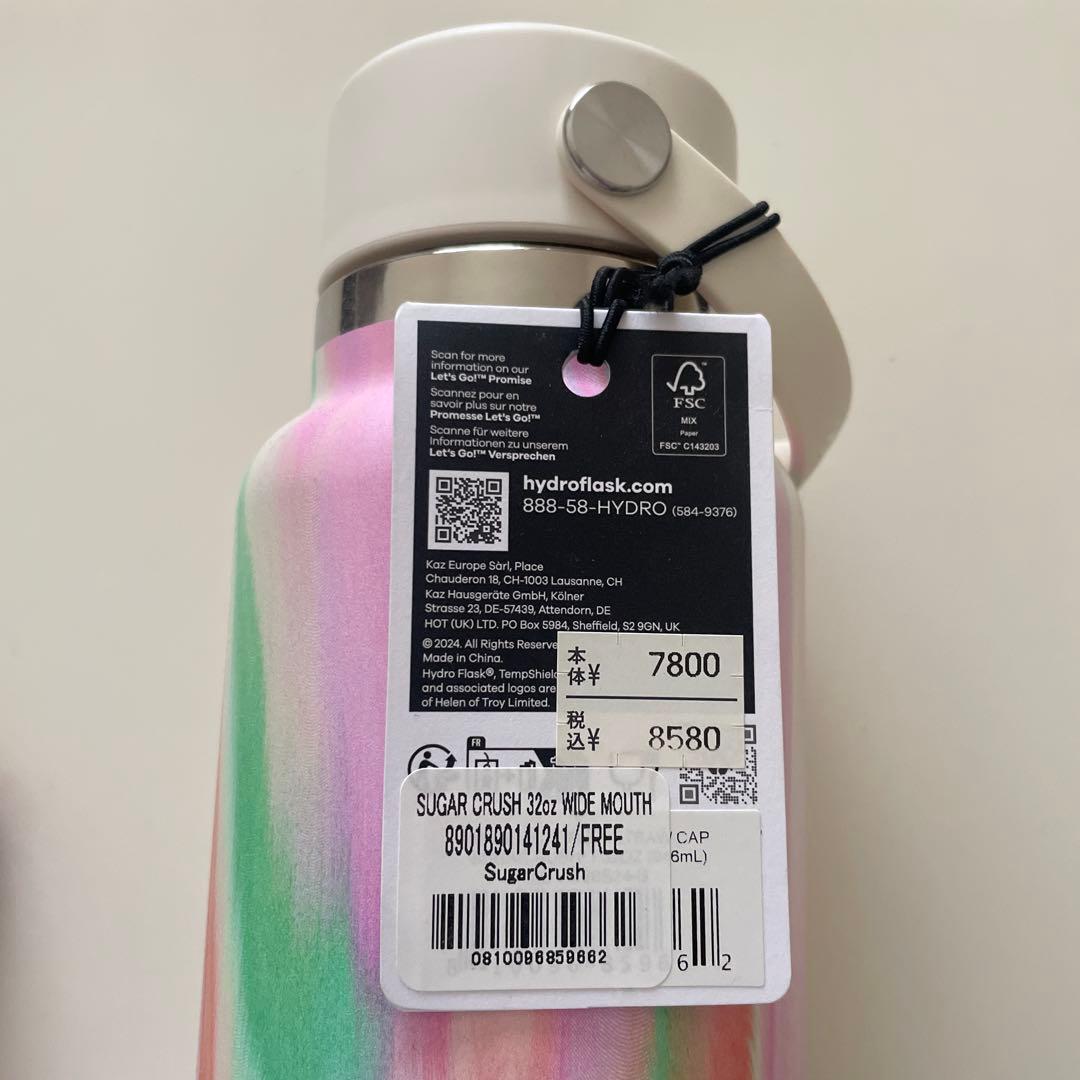 Scan for more
information on our
Let's Go!™ Promise
Scannez pour en
savoir plus sur notre
Promesse Let's Go!™
Scanne für weitere
Informationen zu unserem
Let's Go!™ Versprechen
FSC
MIX
Paper
FSC™ C143203
hydroflask.com
888-58-HYDRO (584-9376)
Kaz Europe Sàrl, Place
Chauderon 18, CH-1003 Lausanne, CH
Kaz Hausgeräte GmbH, Kölner
Strasse 23, DE-57439, Attendorn, DE
HOT (UK) LTD. PO Box 5984, Sheffield, S2 9GN, UK
©2024. All Rights Reserve
Made in China.
Hydro Flask®, TempShield
and associated logos are
of Helen of Troy Limited.
本体¥ 7800
税込¥ 8580
FR
SUGAR CRUSH 32oz WIDE MOUTH
8901890141241/FREE
SugarCrush
0810096859662
CAP
6mL)
6 2